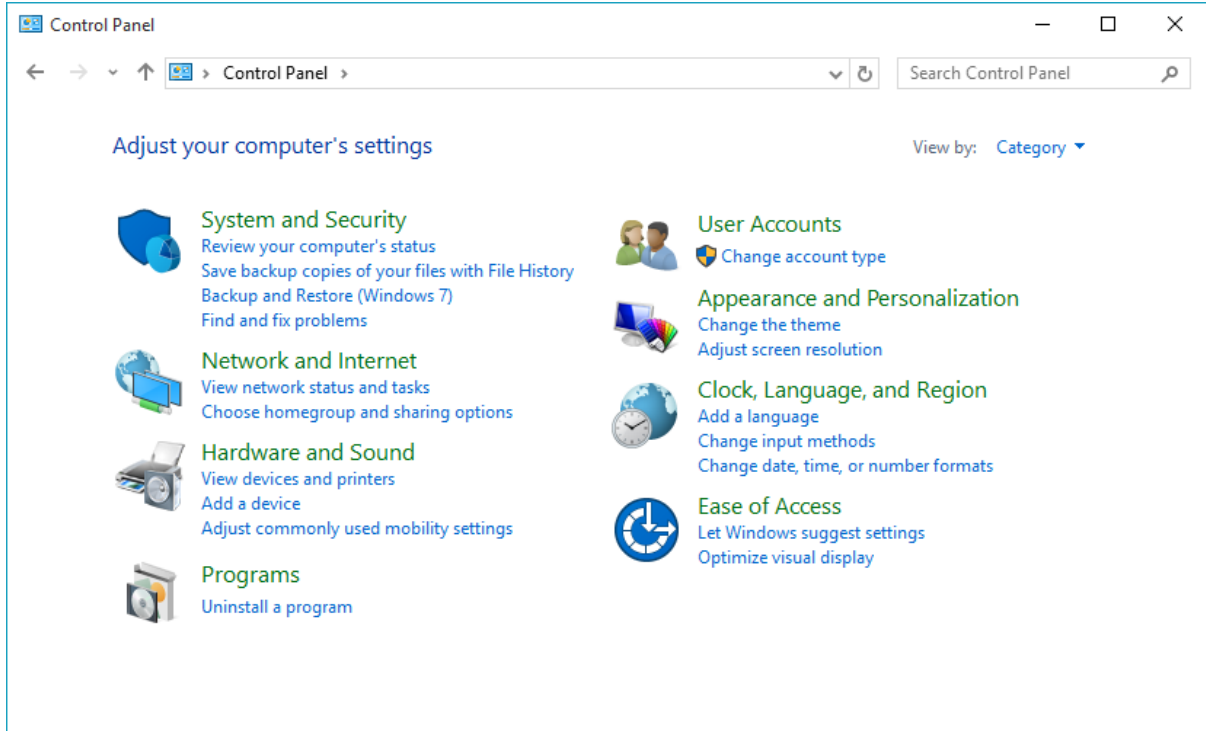 Control Panel
Control Panel
Search Control Panel
Adjust your computer's settings
View by: Category
System and Security
Review your computer's status
Save backup copies of your files with File History
Backup and Restore (Windows 7)
Find and fix problems
Network and Internet
View network status and tasks
Choose homegroup and sharing options
Hardware and Sound
View devices and printers
Add a device
Adjust commonly used mobility settings
Programs
Uninstall a program
User Accounts
Change account type
Appearance and Personalization
Change the theme
Adjust screen resolution
Clock, Language, and Region
Add a language
Change input methods
Change date, time, or number formats
Ease of Access
Let Windows suggest settings
Optimize visual display